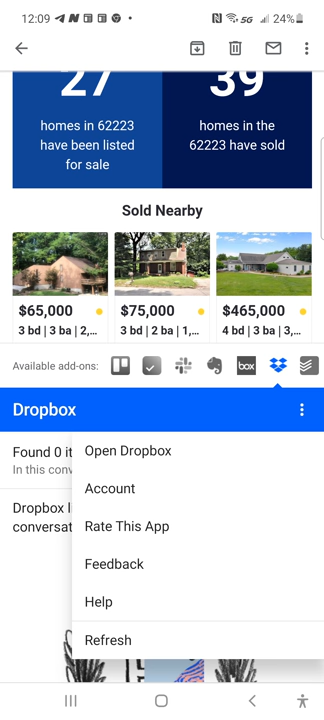 12:09
5G
24%
27
39
homes in 62223
have been listed
for sale
homes in the
62223 have sold
Sold Nearby
$65,000
$75,000
$465,000
3 bd | 3 ba | 2,...
3 bd | 2 ba | 1,...
4 bd | 3 ba | 3,...
Available add-ons:
box
Dropbox
Found 0 it
In this conv
Open Dropbox
Account
Dropbox l
conversat
Rate This App
Feedback
Help
Refresh